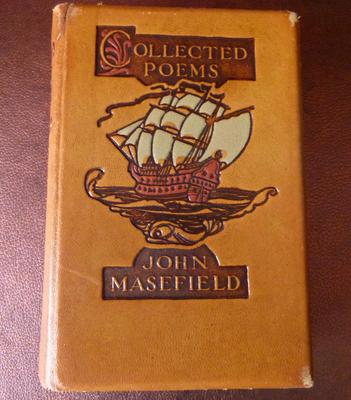 COLLECTED
POEMS
JOHN
MASEFIELD